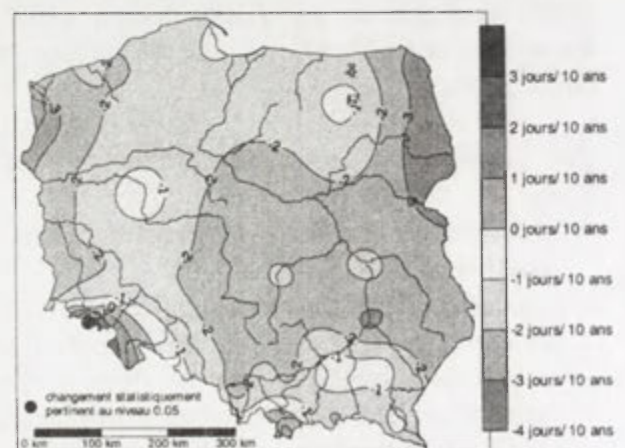 3 jours/ 10 ans
2 jours/ 10 ans
1 jours/ 10 ans
0 jours/ 10 ans
-1 jours/ 10 ans
-2 jours/ 10 ans
-3 jours/ 10 ans
-4 jours/ 10 ans
changement statistiquement
pertinent au niveau 0.05
0 km 100 km 200 km 300 km